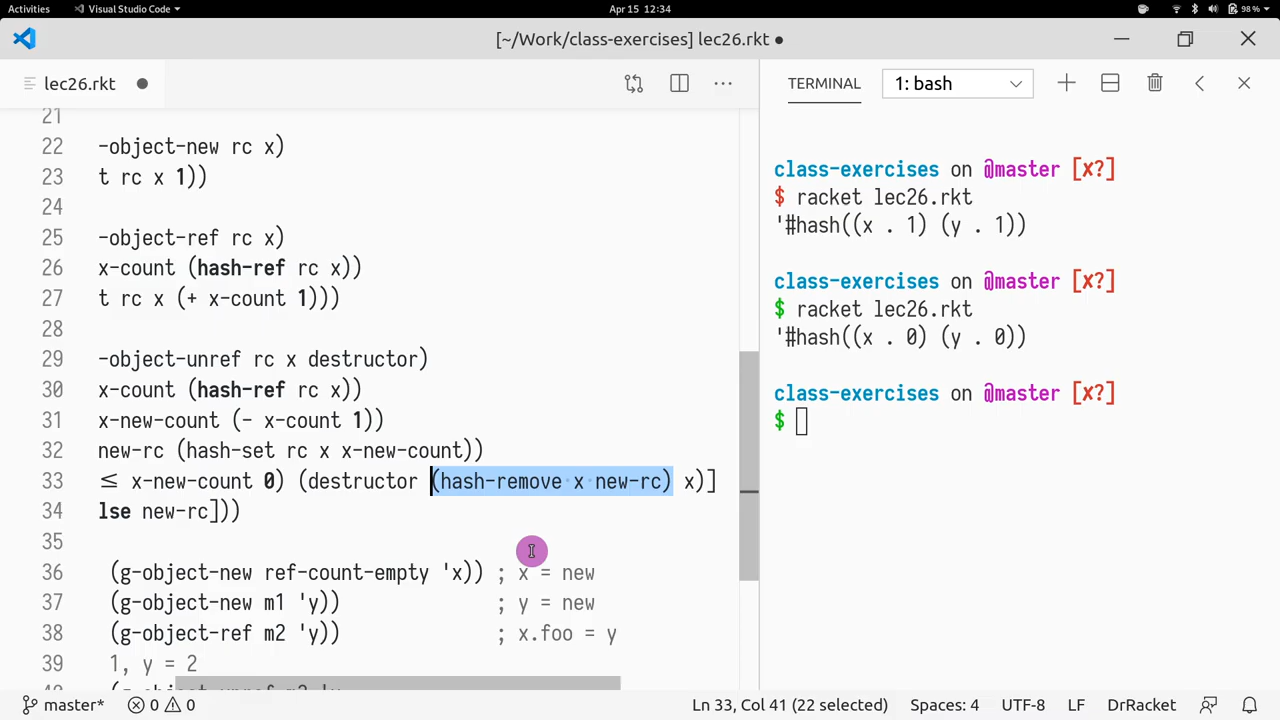 Activities Visual Studio Code Apr 15 12:34 98%
[~/Work/class-exercises] lec26.rkt ●
lec26.rkt ●
TERMINAL 1: bash
21
22 -object-new rc x)
23 t rc x 1))
24
25 -object-ref rc x)
26 x-count (hash-ref rc x))
27 t rc x (+ x-count 1)))
28
29 -object-unref rc x destructor)
30 x-count (hash-ref rc x))
31 x-new-count (- x-count 1))
32 new-rc (hash-set rc x x-new-count))
33 ≤ x-new-count 0) (destructor (hash-remove x new-rc) x)]
34 lse new-rc]))
35
36 (g-object-new ref-count-empty 'x)) ; x = new
37 (g-object-new m1 'y)) ; y = new
38 (g-object-ref m2 'y)) ; x.foo = y
39 1, y = 2
class-exercises on @master [x?]
$ racket lec26.rkt
'#hash((x . 1) (y . 1))
class-exercises on @master [x?]
$ racket lec26.rkt
'#hash((x . 0) (y . 0))
class-exercises on @master [x?]
$
master* 0 0 Ln 33, Col 41 (22 selected) Spaces: 4 UTF-8 LF DrRacket